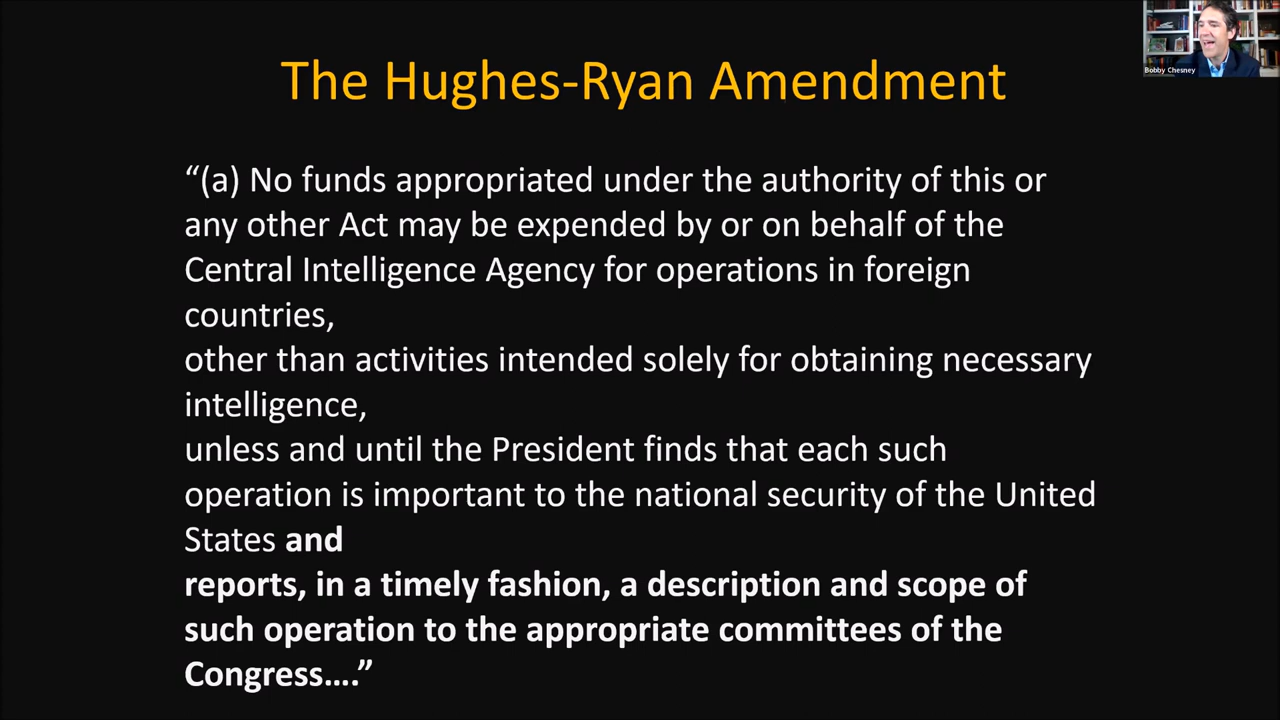 Bobby Chesney
The Hughes-Ryan Amendment
“(a) No funds appropriated under the authority of this or
any other Act may be expended by or on behalf of the
Central Intelligence Agency for operations in foreign
countries,
other than activities intended solely for obtaining necessary
intelligence,
unless and until the President finds that each such
operation is important to the national security of the United
States and
reports, in a timely fashion, a description and scope of
such operation to the appropriate committees of the
Congress….”